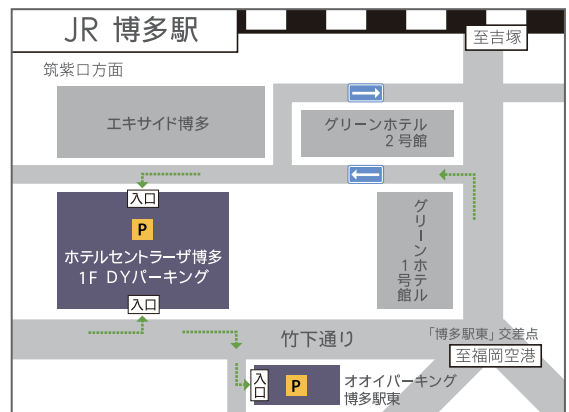 JR 博多駅
至吉塚
筑紫口方面
エキサイド博多
グリーンホテル
2号館
入口
P
ホテルセントラーザ博多
1F DYパーキング
入口
グリーンホテル
1号館
竹下通り
「博多駅東」交差点
至福岡空港
入口
P
オオイパーキング
博多駅東